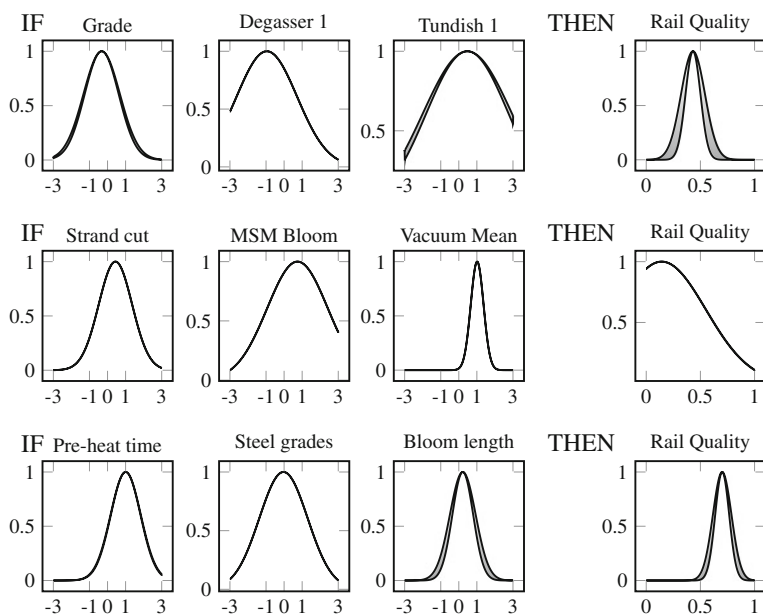 IF Grade Degasser 1 Tundish 1 THEN Rail Quality
1 1 1 1
0.5 0.5 0.5 0.5
0 0 0
-3 -1 0 1 3 -3 -1 0 1 3 -3 -1 0 1 3 0 0.5 1
IF Strand cut MSM Bloom Vacuum Mean THEN Rail Quality
1 1 1 1
0.5 0.5 0.5 0.5
0 0 0
-3 -1 0 1 3 -3 -1 0 1 3 -3 -1 0 1 3 0 0.5 1
IF Pre-heat time Steel grades Bloom length THEN Rail Quality
1 1 1 1
0.5 0.5 0.5 0.5
0 0 0 0
-3 -1 0 1 3 -3 -1 0 1 3 -3 -1 0 1 3 0 0.5 1